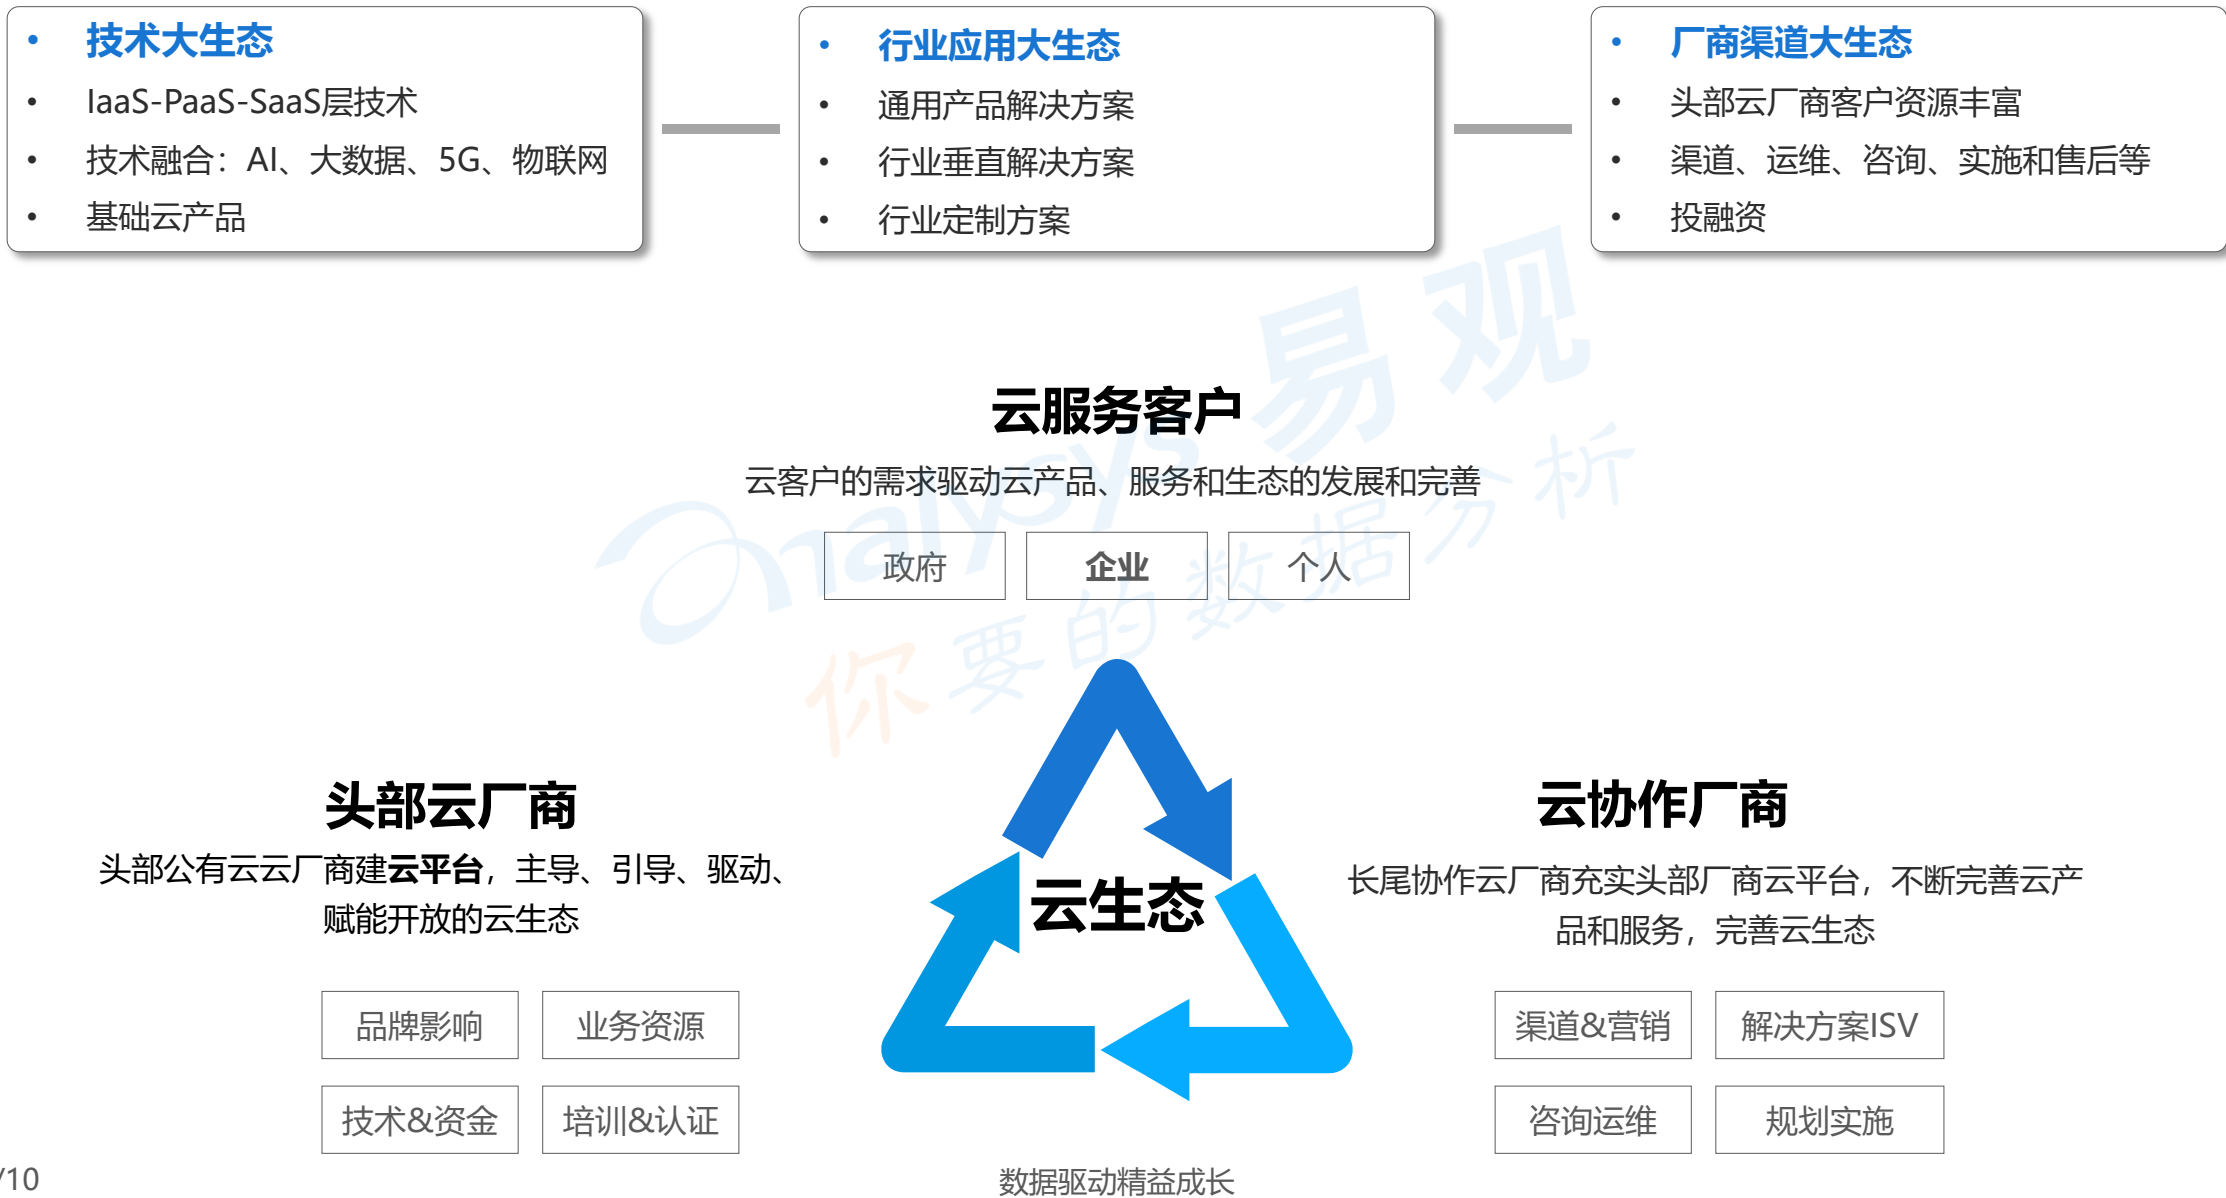 技术大生态
IaaS-PaaS-SaaS层技术
技术融合：AI、大数据、5G、物联网
基础云产品
行业应用大生态
通用产品解决方案
行业垂直解决方案
行业定制方案
厂商渠道大生态
头部云厂商客户资源丰富
渠道、运维、咨询、实施和售后等
投融资
云服务客户
云客户的需求驱动云产品、服务和生态的发展和完善
政府
企业
个人
nalysys易观
你要的数据分析
头部云厂商
头部公有云云厂商建云平台，主导、引导、驱动、
赋能开放的云生态
品牌影响
业务资源
技术&资金
培训&认证
云生态
云协作厂商
长尾协作云厂商充实头部厂商云平台，不断完善云产
品和服务，完善云生态
渠道&营销
解决方案ISV
咨询运维
规划实施
/10
数据驱动精益成长